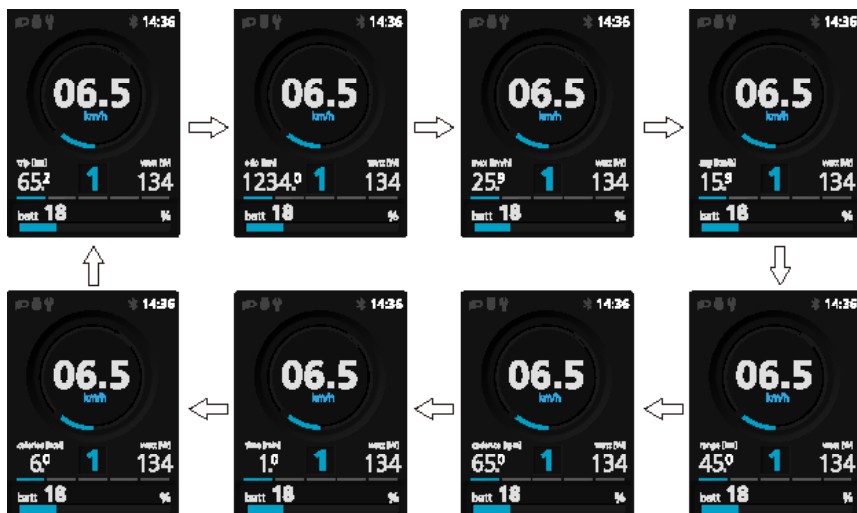 14:36
06.5
km/h
trip [km] watt [W]
65.2 1 134
batt 18 %
14:36
06.5
km/h
odo [km] watt [W]
1234.0 1 134
batt 18 %
14:36
06.5
km/h
max [km/h] watt [W]
25.9 1 134
batt 18 %
14:36
06.5
km/h
avg [km/h] watt [W]
15.9 1 134
batt 18 %
14:36
06.5
km/h
calories [kcal] watt [W]
6.0 1 134
batt 18 %
14:36
06.5
km/h
time [min] watt [W]
1.0 1 134
batt 18 %
14:36
06.5
km/h
cadence [rpm] watt [W]
65.0 1 134
batt 18 %
14:36
06.5
km/h
range [km] watt [W]
45.0 1 134
batt 18 %